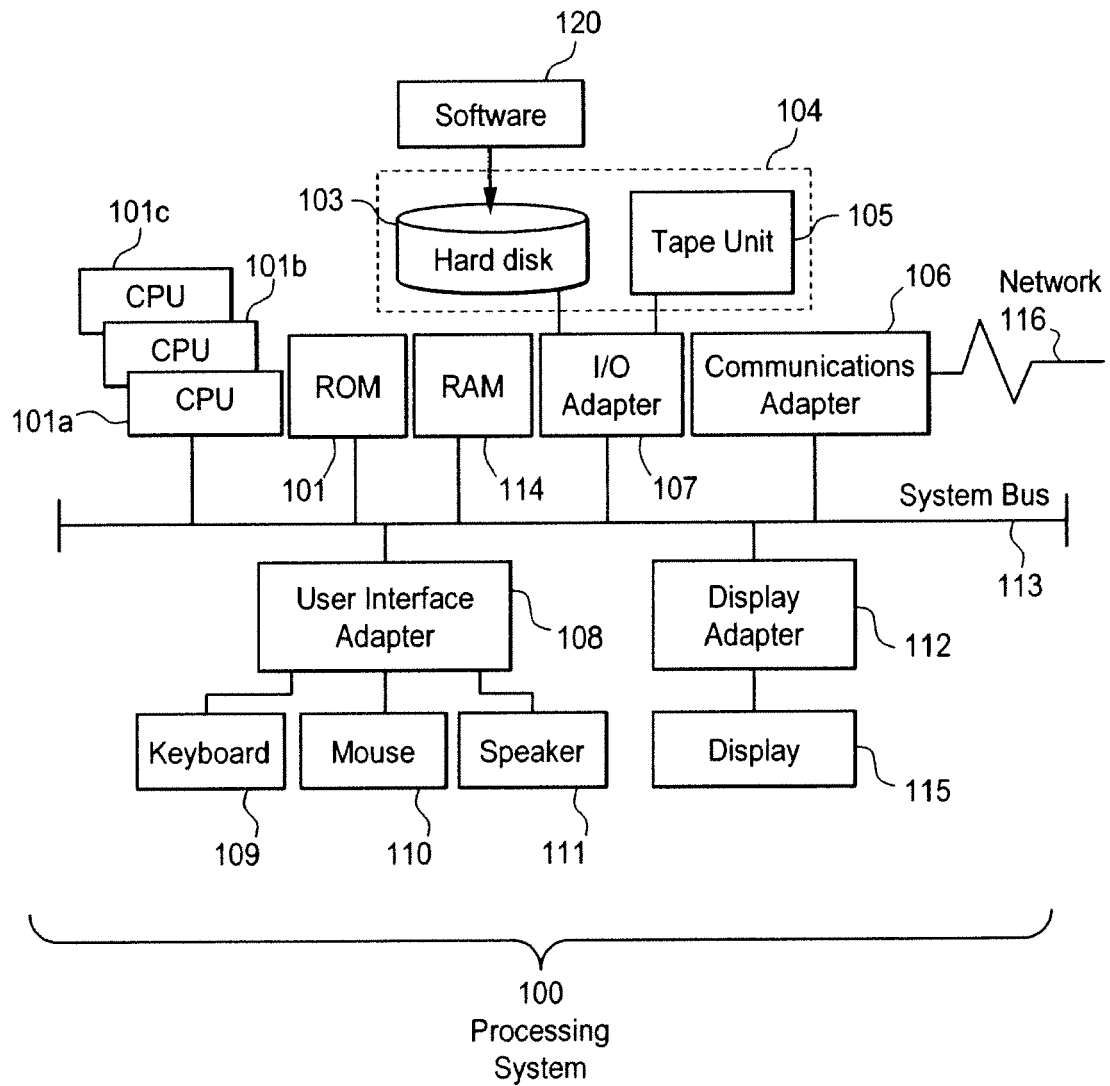 120
Software
104
103
Hard disk
Tape Unit
105
101c
CPU
101b
CPU
CPU
101a
ROM
101
RAM
114
I/O
Adapter
107
106
Communications
Adapter
Network
116
System Bus
113
User Interface
Adapter
108
Display
Adapter
112
Keyboard
109
Mouse
110
Speaker
111
Display
115
100
Processing
System